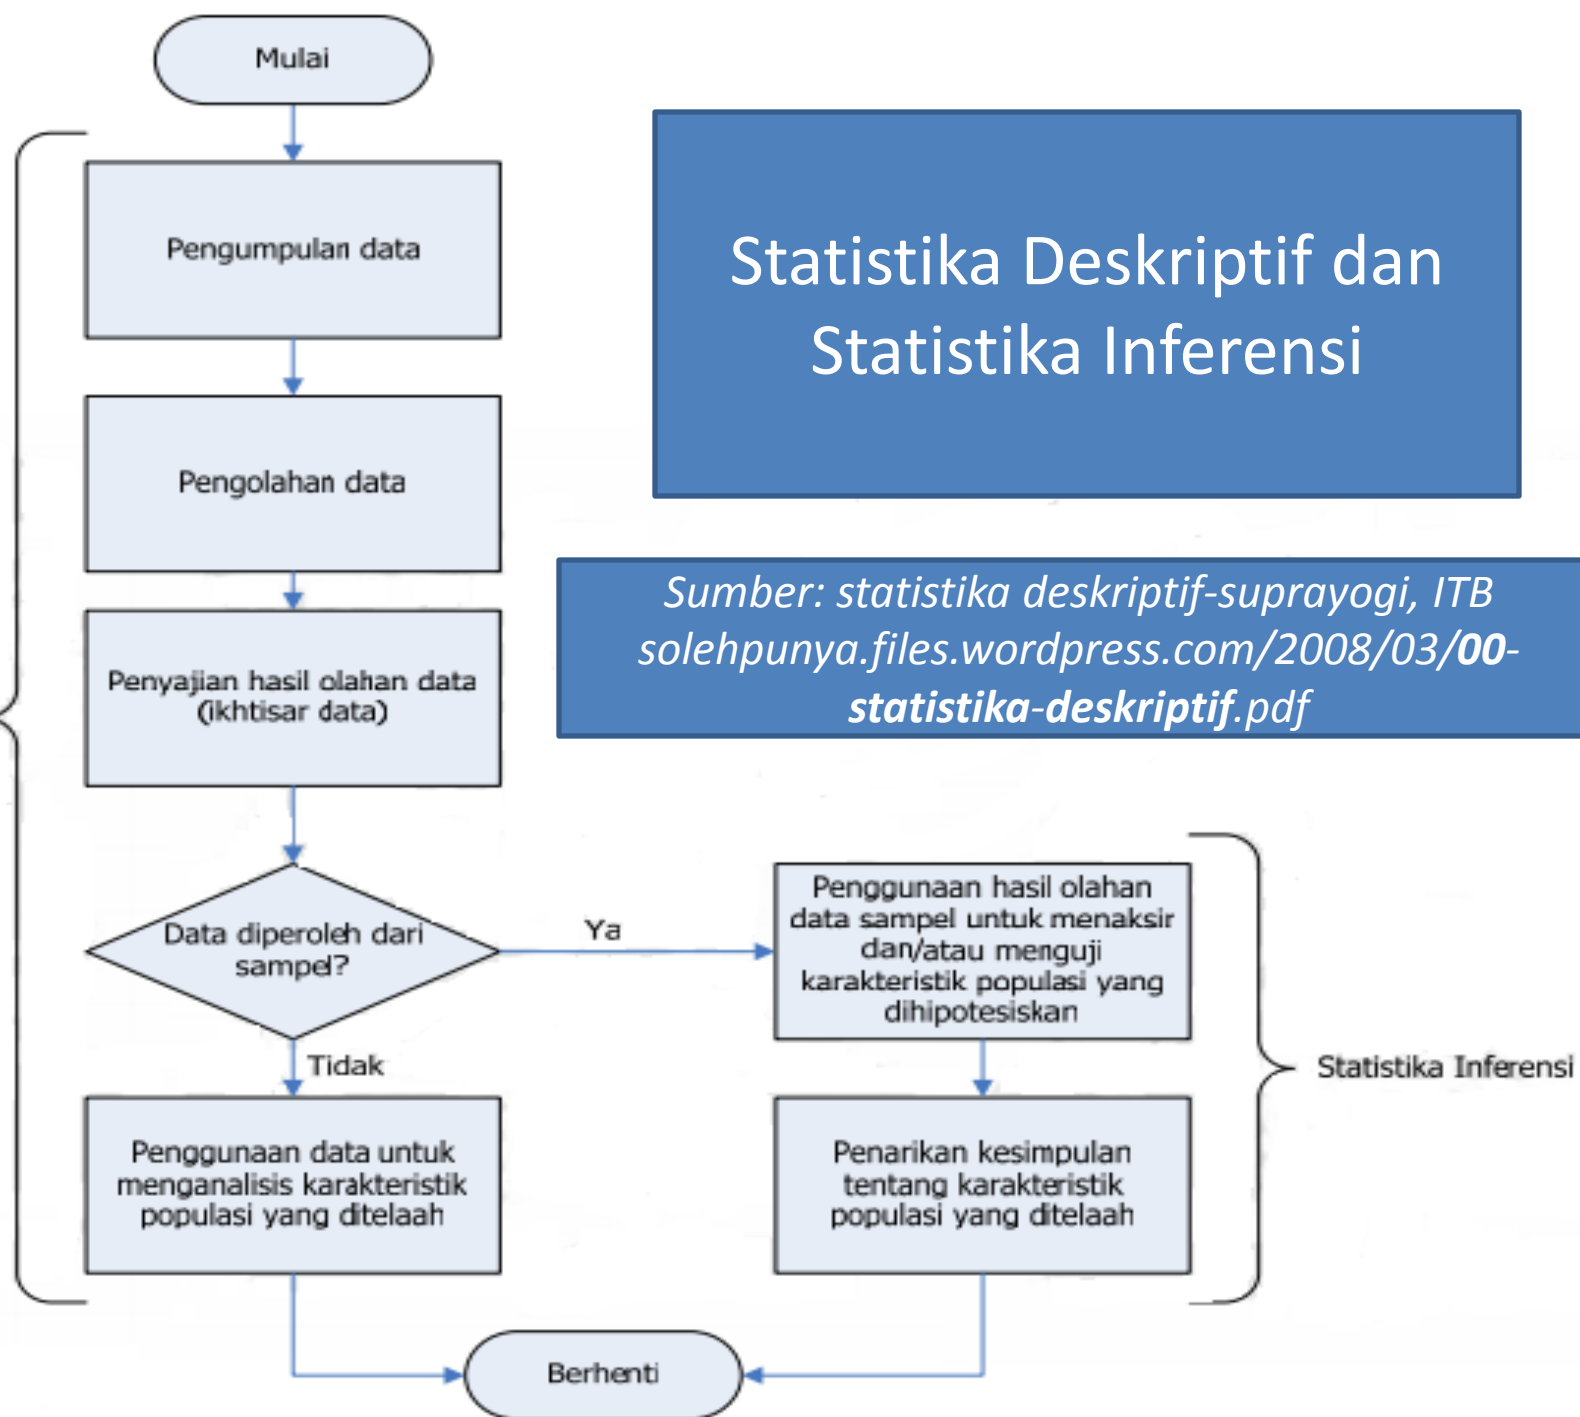 Mulai
Pengumpulan data
Pengolahan data
Penyajian hasil olahan data
(ikhtisar data)
Data diperoleh dari
sampel?
Ya
Tidak
Penggunaan data untuk
menganalisis karakteristik
populasi yang ditelaah
Penggunaan hasil olahan
data sampel untuk menaksir
dan/atau menguji
karakteristik populasi yang
dihipotesiskan
Penarikan kesimpulan
tentang karakteristik
populasi yang ditelaah
Statistika Inferensi
Berhenti
Statistika Deskriptif dan
Statistika Inferensi
Sumber: statistika deskriptif-suprayogi, ITB
solehpunya.files.wordpress.com/2008/03/00-
statistika-deskriptif.pdf